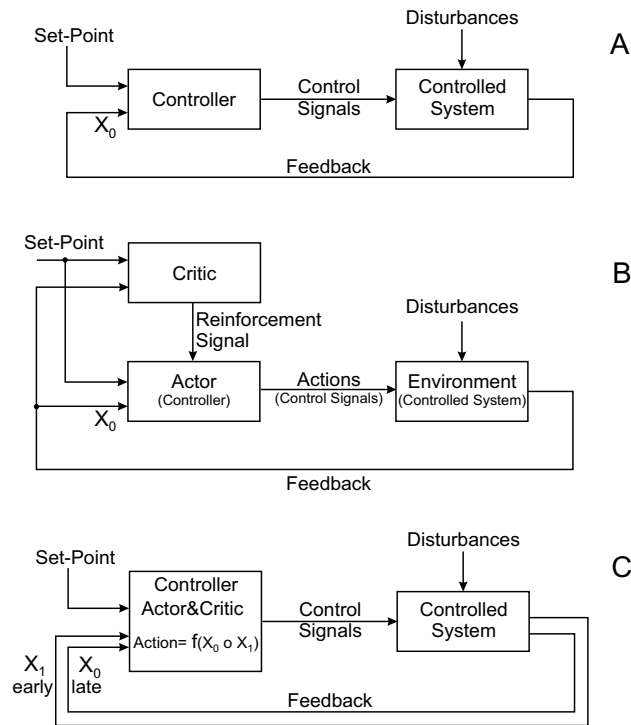 Disturbances
A
Set-Point
Controller
Control
Signals
Controlled
System
X0
Feedback
Set-Point
Critic
B
Disturbances
Reinforcement
Signal
Actor
(Controller)
Actions
(Control Signals)
Environment
(Controlled System)
X0
Feedback
Disturbances
C
Set-Point
Controller
Actor&Critic
Action= f(X0 o X1)
Control
Signals
Controlled
System
X1
early
X0
late
Feedback